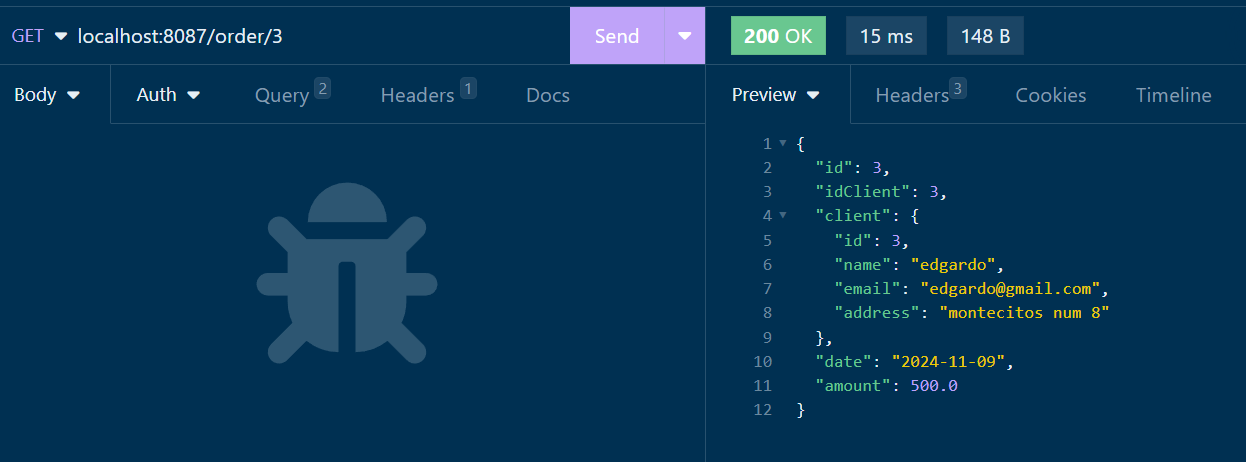 GET localhost:8087/order/3 Send 200 OK 15 ms 148 B
Body Auth Query 2 Headers 1 Docs Preview Headers 3 Cookies Timeline
1 {
2 "id": 3,
3 "idClient": 3,
4 "client": {
5 "id": 3,
6 "name": "edgardo",
7 "email": "edgardo@gmail.com",
8 "address": "montecitos num 8"
9 },
10 "date": "2024-11-09",
11 "amount": 500.0
12 }